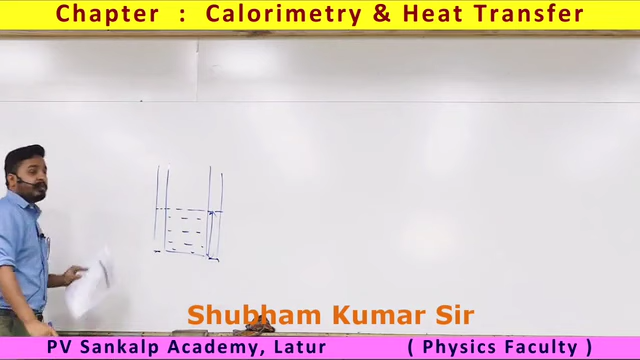 Chapter : Calorimetry & Heat Transfer
Shubham Kumar Sir
PV Sankalp Academy, Latur ( Physics Faculty )